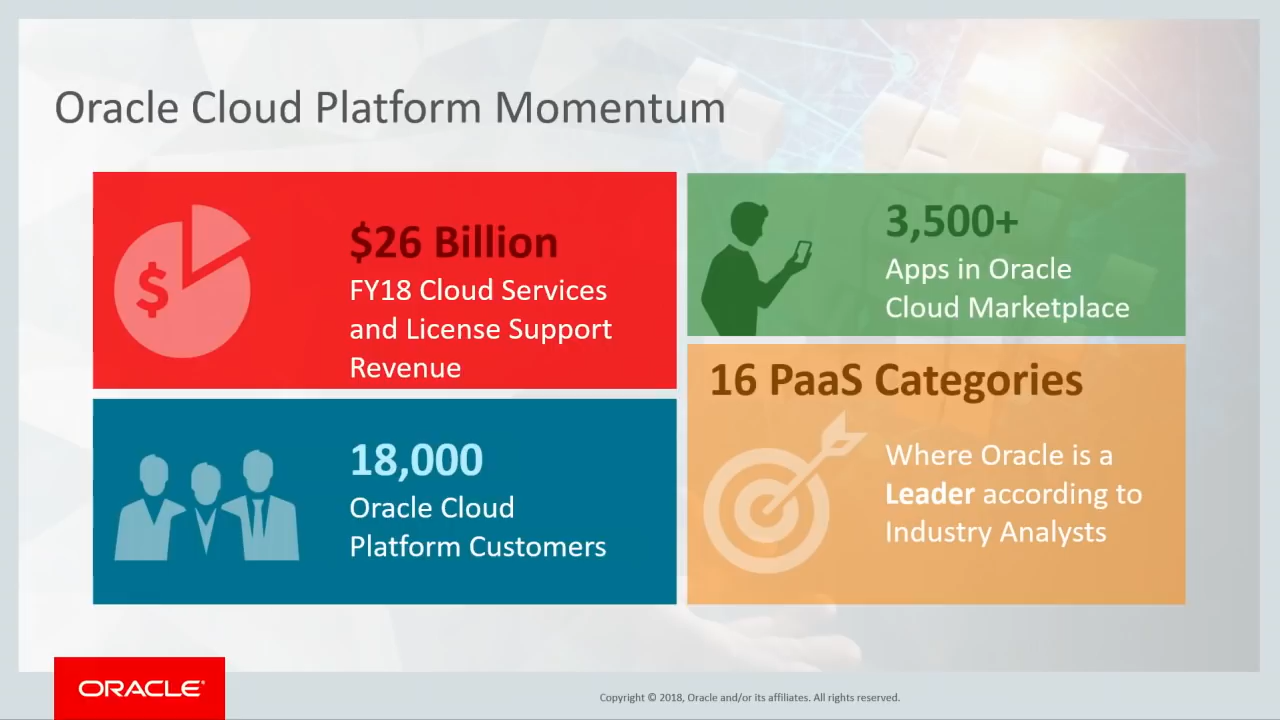 Oracle Cloud Platform Momentum
$
$26 Billion
FY18 Cloud Services
and License Support
Revenue
3,500+
Apps in Oracle
Cloud Marketplace
18,000
Oracle Cloud
Platform Customers
16 PaaS Categories
Where Oracle is a
Leader according to
Industry Analysts
ORACLE®
Copyright © 2018, Oracle and/or its affiliates. All rights reserved.